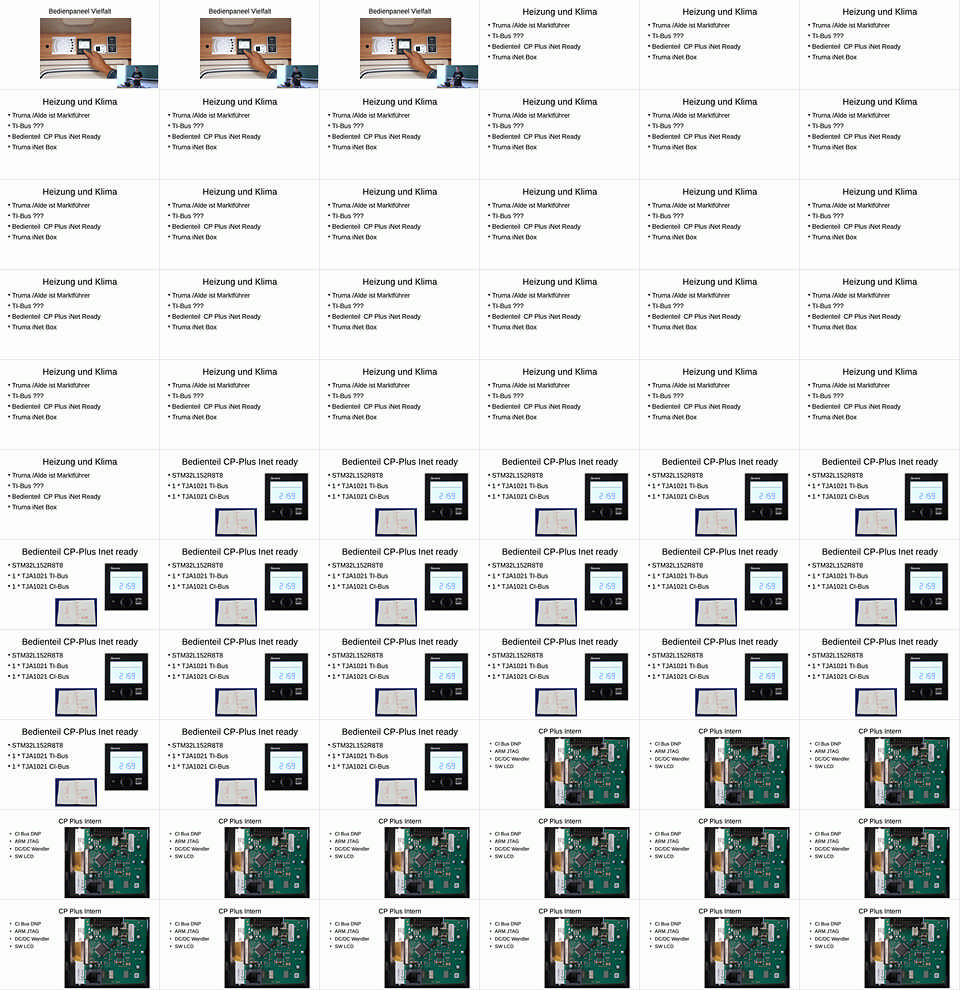 Bedienpaneel Vielfalt Bedienpaneel Vielfalt Bedienpaneel Vielfalt Heizung und Klima Heizung und Klima Heizung und Klima
• Truma /Alde ist Marktführer • Truma /Alde ist Marktführer • Truma /Alde ist Marktführer
• TI-Bus ??? • TI-Bus ??? • TI-Bus ???
• Bedienteil CP Plus iNet Ready • Bedienteil CP Plus iNet Ready • Bedienteil CP Plus iNet Ready
• Truma iNet Box • Truma iNet Box • Truma iNet Box
Heizung und Klima Heizung und Klima Heizung und Klima Heizung und Klima Heizung und Klima Heizung und Klima
• Truma /Alde ist Marktführer • Truma /Alde ist Marktführer • Truma /Alde ist Marktführer • Truma /Alde ist Marktführer • Truma /Alde ist Marktführer • Truma /Alde ist Marktführer
• TI-Bus ??? • TI-Bus ??? • TI-Bus ??? • TI-Bus ??? • TI-Bus ??? • TI-Bus ???
• Bedienteil CP Plus iNet Ready • Bedienteil CP Plus iNet Ready • Bedienteil CP Plus iNet Ready • Bedienteil CP Plus iNet Ready • Bedienteil CP Plus iNet Ready • Bedienteil CP Plus iNet Ready
• Truma iNet Box • Truma iNet Box • Truma iNet Box • Truma iNet Box • Truma iNet Box • Truma iNet Box
Heizung und Klima Heizung und Klima Heizung und Klima Heizung und Klima Heizung und Klima Heizung und Klima
• Truma /Alde ist Marktführer • Truma /Alde ist Marktführer • Truma /Alde ist Marktführer • Truma /Alde ist Marktführer • Truma /Alde ist Marktführer • Truma /Alde ist Marktführer
• TI-Bus ??? • TI-Bus ??? • TI-Bus ??? • TI-Bus ??? • TI-Bus ??? • TI-Bus ???
• Bedienteil CP Plus iNet Ready • Bedienteil CP Plus iNet Ready • Bedienteil CP Plus iNet Ready • Bedienteil CP Plus iNet Ready • Bedienteil CP Plus iNet Ready • Bedienteil CP Plus iNet Ready
• Truma iNet Box • Truma iNet Box • Truma iNet Box • Truma iNet Box • Truma iNet Box • Truma iNet Box
Heizung und Klima Heizung und Klima Heizung und Klima Heizung und Klima Heizung und Klima Heizung und Klima
• Truma /Alde ist Marktführer • Truma /Alde ist Marktführer • Truma /Alde ist Marktführer • Truma /Alde ist Marktführer • Truma /Alde ist Marktführer • Truma /Alde ist Marktführer
• TI-Bus ??? • TI-Bus ??? • TI-Bus ??? • TI-Bus ??? • TI-Bus ??? • TI-Bus ???
• Bedienteil CP Plus iNet Ready • Bedienteil CP Plus iNet Ready • Bedienteil CP Plus iNet Ready • Bedienteil CP Plus iNet Ready • Bedienteil CP Plus iNet Ready • Bedienteil CP Plus iNet Ready
• Truma iNet Box • Truma iNet Box • Truma iNet Box • Truma iNet Box • Truma iNet Box • Truma iNet Box
Heizung und Klima Heizung und Klima Heizung und Klima Heizung und Klima Heizung und Klima Heizung und Klima
• Truma /Alde ist Marktführer • Truma /Alde ist Marktführer • Truma /Alde ist Marktführer • Truma /Alde ist Marktführer • Truma /Alde ist Marktführer • Truma /Alde ist Marktführer
• TI-Bus ??? • TI-Bus ??? • TI-Bus ??? • TI-Bus ??? • TI-Bus ??? • TI-Bus ???
• Bedienteil CP Plus iNet Ready • Bedienteil CP Plus iNet Ready • Bedienteil CP Plus iNet Ready • Bedienteil CP Plus iNet Ready • Bedienteil CP Plus iNet Ready • Bedienteil CP Plus iNet Ready
• Truma iNet Box • Truma iNet Box • Truma iNet Box • Truma iNet Box • Truma iNet Box • Truma iNet Box
Heizung und Klima Bedienteil CP-Plus Inet ready Bedienteil CP-Plus Inet ready Bedienteil CP-Plus Inet ready Bedienteil CP-Plus Inet ready Bedienteil CP-Plus Inet ready
• Truma /Alde ist Marktführer • STM32L152R8T8 • STM32L152R8T8 • STM32L152R8T8 • STM32L152R8T8 • STM32L152R8T8
• TI-Bus ??? • 1 * TJA1021 TI-Bus • 1 * TJA1021 TI-Bus • 1 * TJA1021 TI-Bus • 1 * TJA1021 TI-Bus • 1 * TJA1021 TI-Bus
• Bedienteil CP Plus iNet Ready • 1 * TJA1021 CI-Bus 2 159 • 1 * TJA1021 CI-Bus 2 159 • 1 * TJA1021 CI-Bus 2 159 • 1 * TJA1021 CI-Bus 2 159 • 1 * TJA1021 CI-Bus 2 159
• Truma iNet Box
Bedienteil CP-Plus Inet ready Bedienteil CP-Plus Inet ready Bedienteil CP-Plus Inet ready Bedienteil CP-Plus Inet ready Bedienteil CP-Plus Inet ready Bedienteil CP-Plus Inet ready
• STM32L152R8T8 • STM32L152R8T8 • STM32L152R8T8 • STM32L152R8T8 • STM32L152R8T8 • STM32L152R8T8
• 1 * TJA1021 TI-Bus • 1 * TJA1021 TI-Bus • 1 * TJA1021 TI-Bus • 1 * TJA1021 TI-Bus • 1 * TJA1021 TI-Bus • 1 * TJA1021 TI-Bus
• 1 * TJA1021 CI-Bus 2 159 • 1 * TJA1021 CI-Bus 2 159 • 1 * TJA1021 CI-Bus 2 159 • 1 * TJA1021 CI-Bus 2 159 • 1 * TJA1021 CI-Bus 2 159 • 1 * TJA1021 CI-Bus 2 159
Bedienteil CP-Plus Inet ready Bedienteil CP-Plus Inet ready Bedienteil CP-Plus Inet ready Bedienteil CP-Plus Inet ready Bedienteil CP-Plus Inet ready Bedienteil CP-Plus Inet ready
• STM32L152R8T8 • STM32L152R8T8 • STM32L152R8T8 • STM32L152R8T8 • STM32L152R8T8 • STM32L152R8T8
• 1 * TJA1021 TI-Bus • 1 * TJA1021 TI-Bus • 1 * TJA1021 TI-Bus • 1 * TJA1021 TI-Bus • 1 * TJA1021 TI-Bus • 1 * TJA1021 TI-Bus
• 1 * TJA1021 CI-Bus 2 159 • 1 * TJA1021 CI-Bus 2 159 • 1 * TJA1021 CI-Bus 2 159 • 1 * TJA1021 CI-Bus 2 159 • 1 * TJA1021 CI-Bus 2 159 • 1 * TJA1021 CI-Bus 2 159
Bedienteil CP-Plus Inet ready Bedienteil CP-Plus Inet ready Bedienteil CP-Plus Inet ready CP Plus Intern CP Plus Intern CP Plus Intern
• STM32L152R8T8 • STM32L152R8T8 • STM32L152R8T8 • CI Bus DNP • CI Bus DNP • CI Bus DNP
• 1 * TJA1021 TI-Bus • 1 * TJA1021 TI-Bus • 1 * TJA1021 TI-Bus • ARM JTAG • ARM JTAG • ARM JTAG
• 1 * TJA1021 CI-Bus 2 159 • 1 * TJA1021 CI-Bus 2 159 • 1 * TJA1021 CI-Bus 2 159 • DC/DC Wandler • DC/DC Wandler • DC/DC Wandler
• SW LCD • SW LCD • SW LCD
CP Plus Intern CP Plus Intern CP Plus Intern CP Plus Intern CP Plus Intern CP Plus Intern
• CI Bus DNP • CI Bus DNP • CI Bus DNP • CI Bus DNP • CI Bus DNP • CI Bus DNP
• ARM JTAG • ARM JTAG • ARM JTAG • ARM JTAG • ARM JTAG • ARM JTAG
• DC/DC Wandler • DC/DC Wandler • DC/DC Wandler • DC/DC Wandler • DC/DC Wandler • DC/DC Wandler
• SW LCD • SW LCD • SW LCD • SW LCD • SW LCD • SW LCD
CP Plus Intern CP Plus Intern CP Plus Intern CP Plus Intern CP Plus Intern CP Plus Intern
• CI Bus DNP • CI Bus DNP • CI Bus DNP • CI Bus DNP • CI Bus DNP • CI Bus DNP
• ARM JTAG • ARM JTAG • ARM JTAG • ARM JTAG • ARM JTAG • ARM JTAG
• DC/DC Wandler • DC/DC Wandler • DC/DC Wandler • DC/DC Wandler • DC/DC Wandler • DC/DC Wandler
• SW LCD • SW LCD • SW LCD • SW LCD • SW LCD • SW LCD